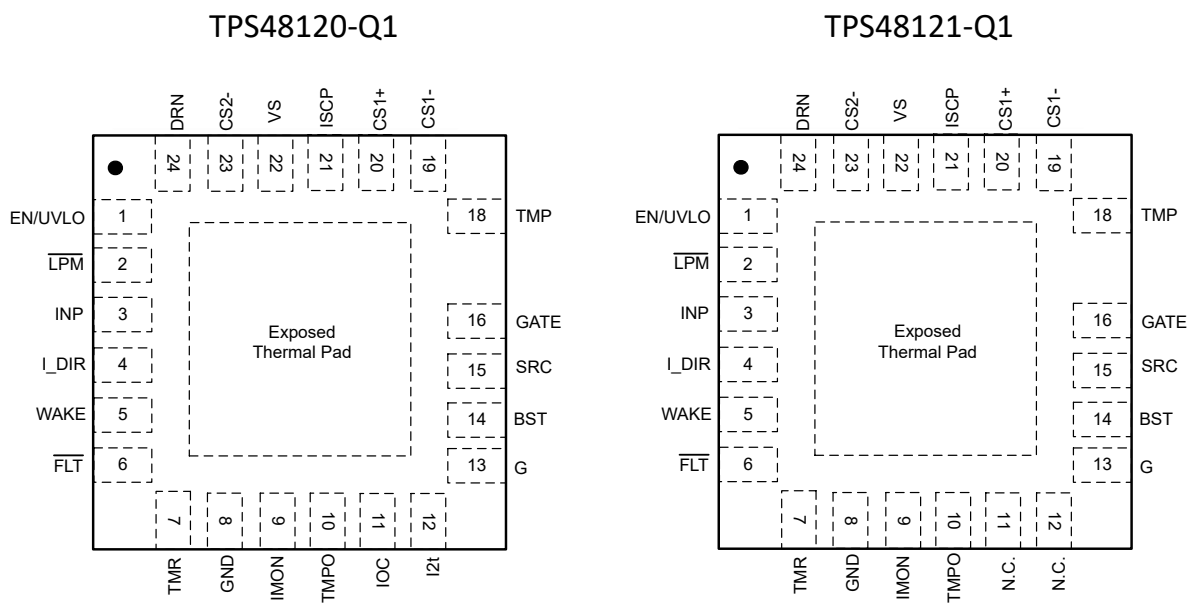 TPS48120-Q1
DRN
CS2-
VS
ISCP
CS1+
CS1-
24
23
22
21
20
19
EN/UVLO 1
LPM 2
INP 3
I_DIR 4
WAKE 5
FLT 6
18 TMP
16 GATE
15 SRC
14 BST
13 G
Exposed
Thermal Pad
7
8
9
10
11
12
TMR
GND
IMON
TMPO
IOC
I2t
TPS48121-Q1
DRN
CS2-
VS
ISCP
CS1+
CS1-
24
23
22
21
20
19
EN/UVLO 1
LPM 2
INP 3
I_DIR 4
WAKE 5
FLT 6
18 TMP
16 GATE
15 SRC
14 BST
13 G
Exposed
Thermal Pad
7
8
9
10
11
12
TMR
GND
IMON
TMPO
N.C.
N.C.